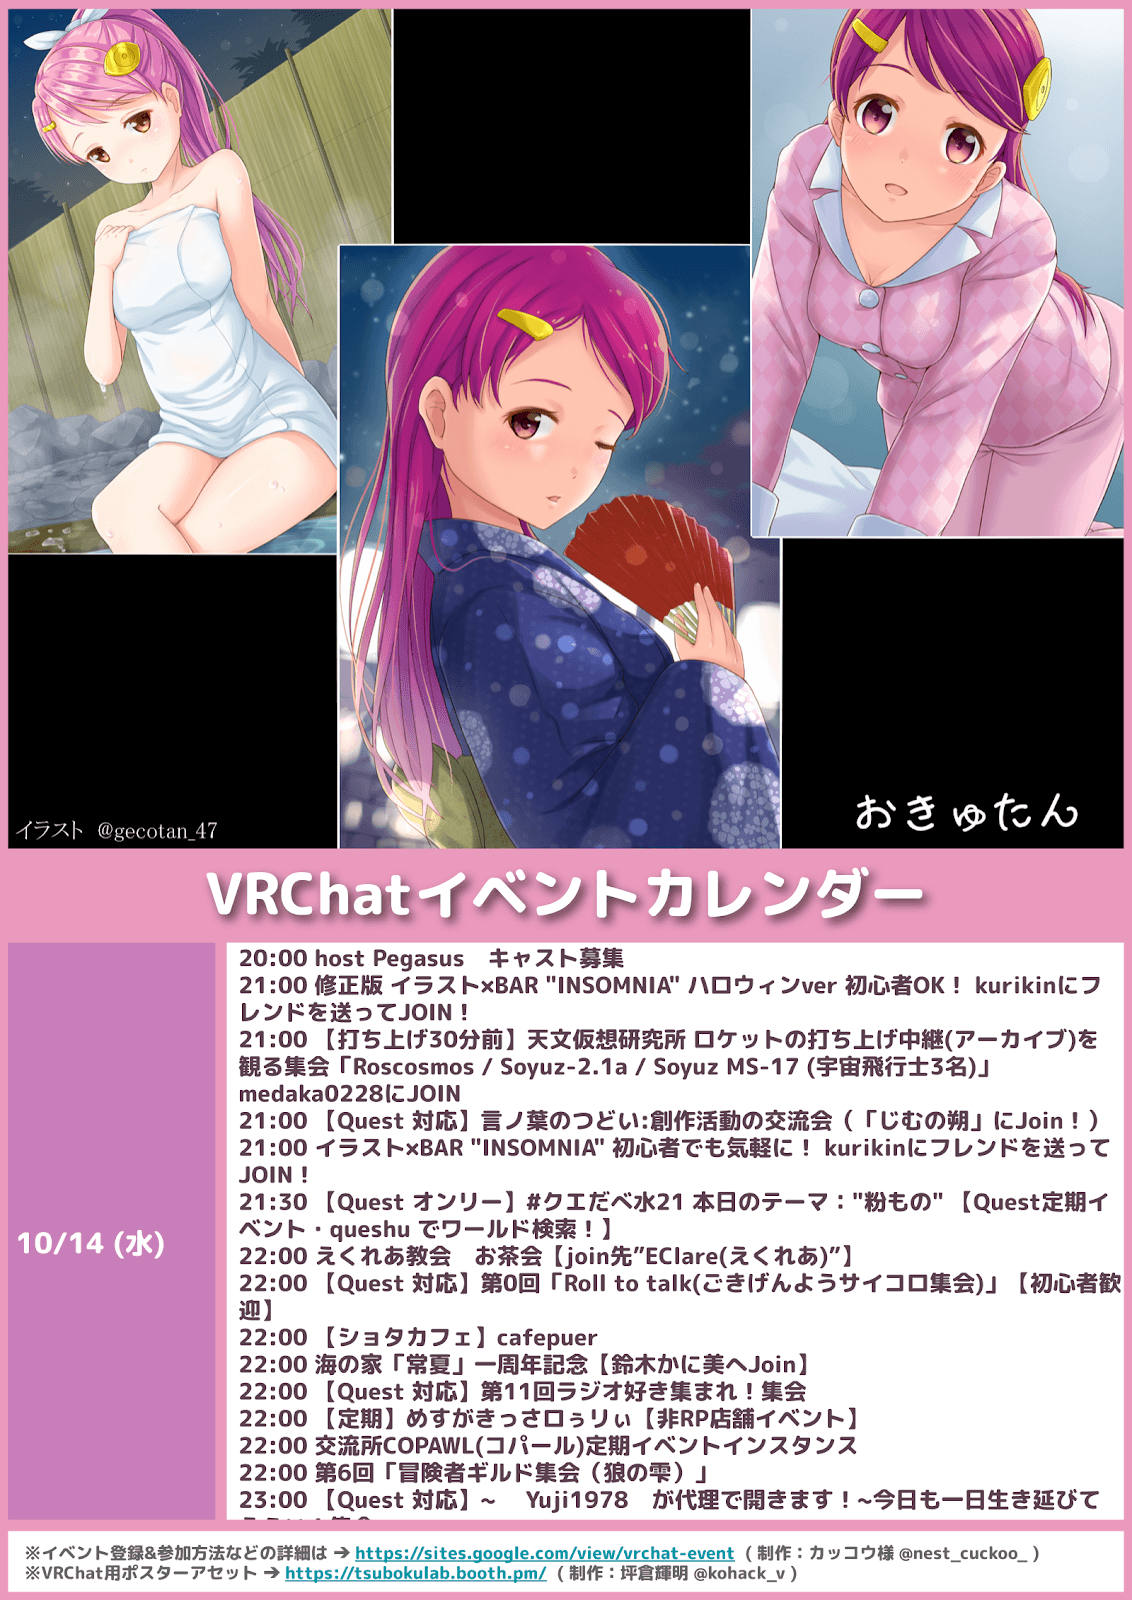 イラスト @gecotan_47
おきゅたん
VRChatイベントカレンダー
10/14 (水)
20:00 host Pegasus　キャスト募集
21:00 修正版 イラスト×BAR "INSOMNIA" ハロウィンver 初心者OK！ kurikinにフ
レンドを送ってJOIN！
21:00 【打ち上げ30分前】天文仮想研究所 ロケットの打ち上げ中継(アーカイブ)を
観る集会「Roscosmos / Soyuz-2.1a / Soyuz MS-17 (宇宙飛行士3名)」
medaka0228にJOIN
21:00 【Quest 対応】言ノ葉のつどい:創作活動の交流会（「じむの朔」にJoin！）
21:00 イラスト×BAR "INSOMNIA" 初心者でも気軽に！ kurikinにフレンドを送って
JOIN！
21:30 【Quest オンリー】#クエだべ水21 本日のテーマ："粉もの" 【Quest定期イ
ベント・queshu でワールド検索！】
22:00 えくれあ教会　お茶会【join先”EClare(えくれあ)”】
22:00 【Quest 対応】第0回「Roll to talk(ごきげんようサイコロ集会)」【初心者歓
迎】
22:00 【ショタカフェ】cafepuer
22:00 海の家「常夏」一周年記念【鈴木かに美へJoin】
22:00 【Quest 対応】第11回ラジオ好き集まれ！集会
22:00 【定期】めすがきっさロぅリぃ【非RP店舗イベント】
22:00 交流所COPAWL(コパール)定期イベントインスタンス
22:00 第6回「冒険者ギルド集会（狼の雫）」
23:00 【Quest 対応】~　Yuji1978　が代理で開きます！~今日も一日生き延びて
※イベント登録&参加方法などの詳細は → https://sites.google.com/view/vrchat-event ( 制作：カッコウ様 @nest_cuckoo_ )
※VRChat用ポスターアセット → https://tsubokulab.booth.pm/ ( 制作：坪倉輝明 @kohack_v )